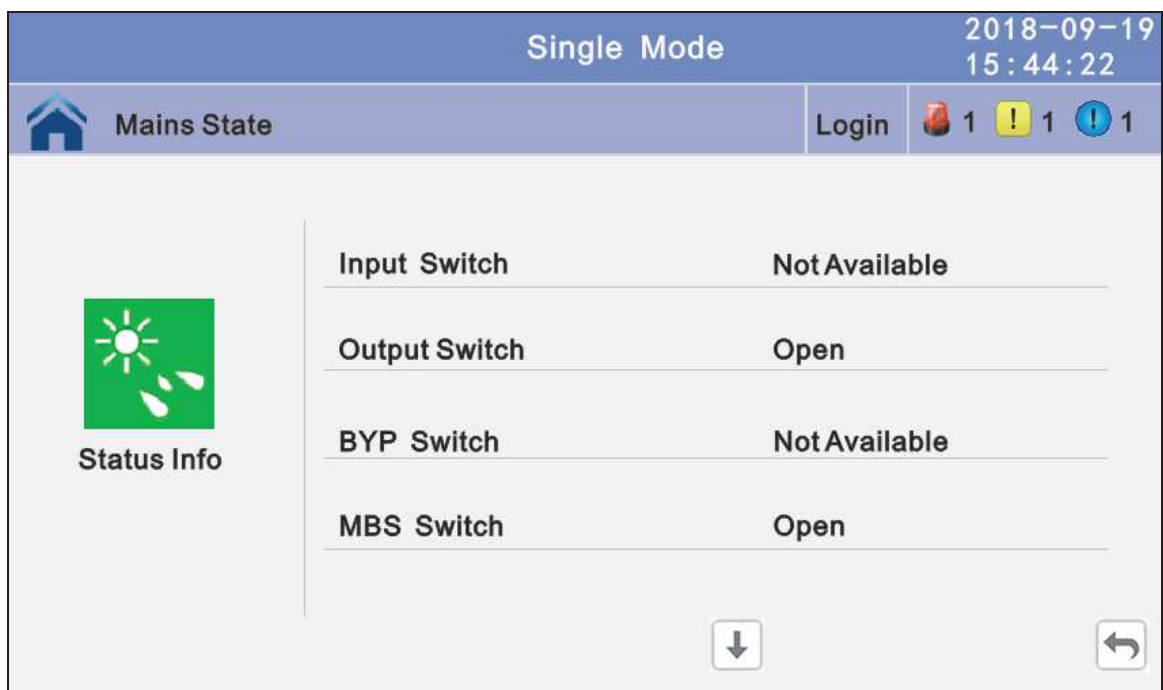 Single Mode
2018-09-19
15:44:22
Mains State
Login
1
! 1
! 1
Input Switch Not Available
Output Switch Open
BYP Switch Not Available
MBS Switch Open
Status Info